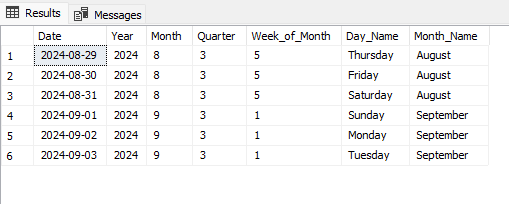 Results Messages
Date Year Month Quarter Week_of_Month Day_Name Month_Name
1 2024-08-29 2024 8 3 5 Thursday August
2 2024-08-30 2024 8 3 5 Friday August
3 2024-08-31 2024 8 3 5 Saturday August
4 2024-09-01 2024 9 3 1 Sunday September
5 2024-09-02 2024 9 3 1 Monday September
6 2024-09-03 2024 9 3 1 Tuesday September